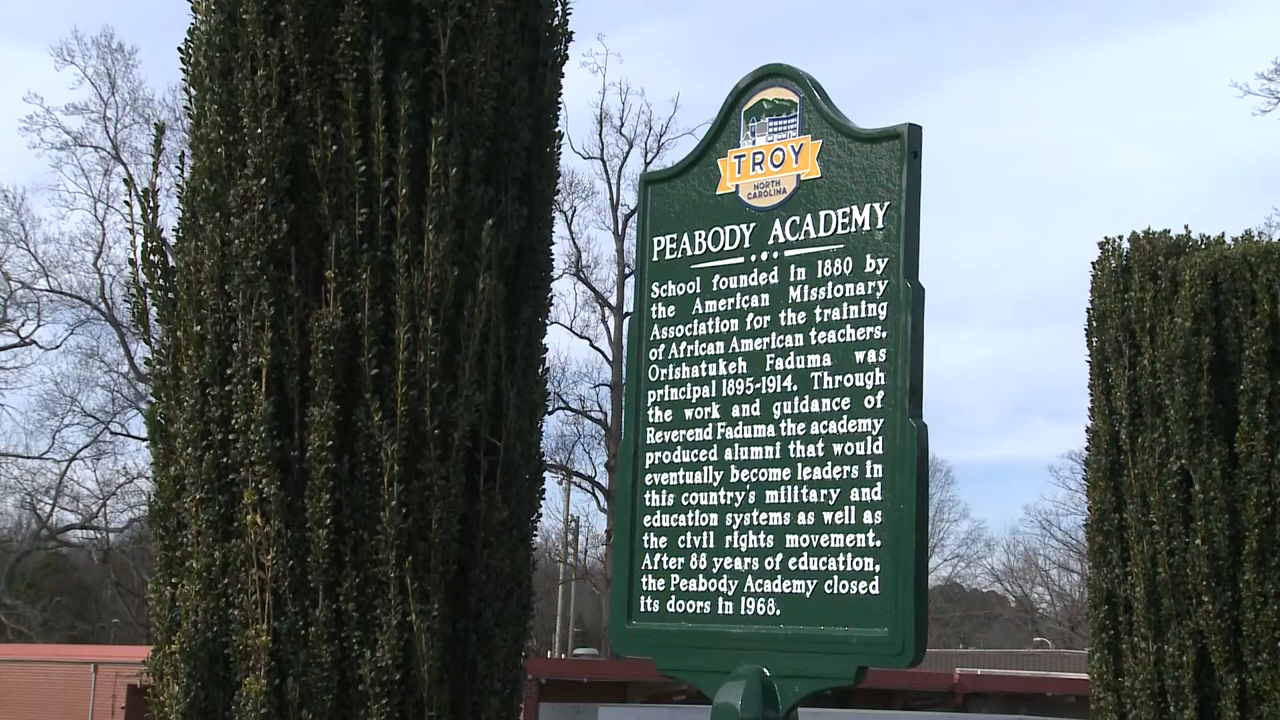 TROY
NORTH
CAROLINA
PEABODY ACADEMY
School founded in 1880 by
the American Missionary
Association for the training
of African American teachers.
Orishatukeh Faduma was
principal 1895-1914. Through
the work and guidance of
Reverend Faduma the academy
produced alumni that would
eventually become leaders in
this country's military and
education systems as well as
the civil rights movement.
After 88 years of education,
the Peabody Academy closed
its doors in 1968.